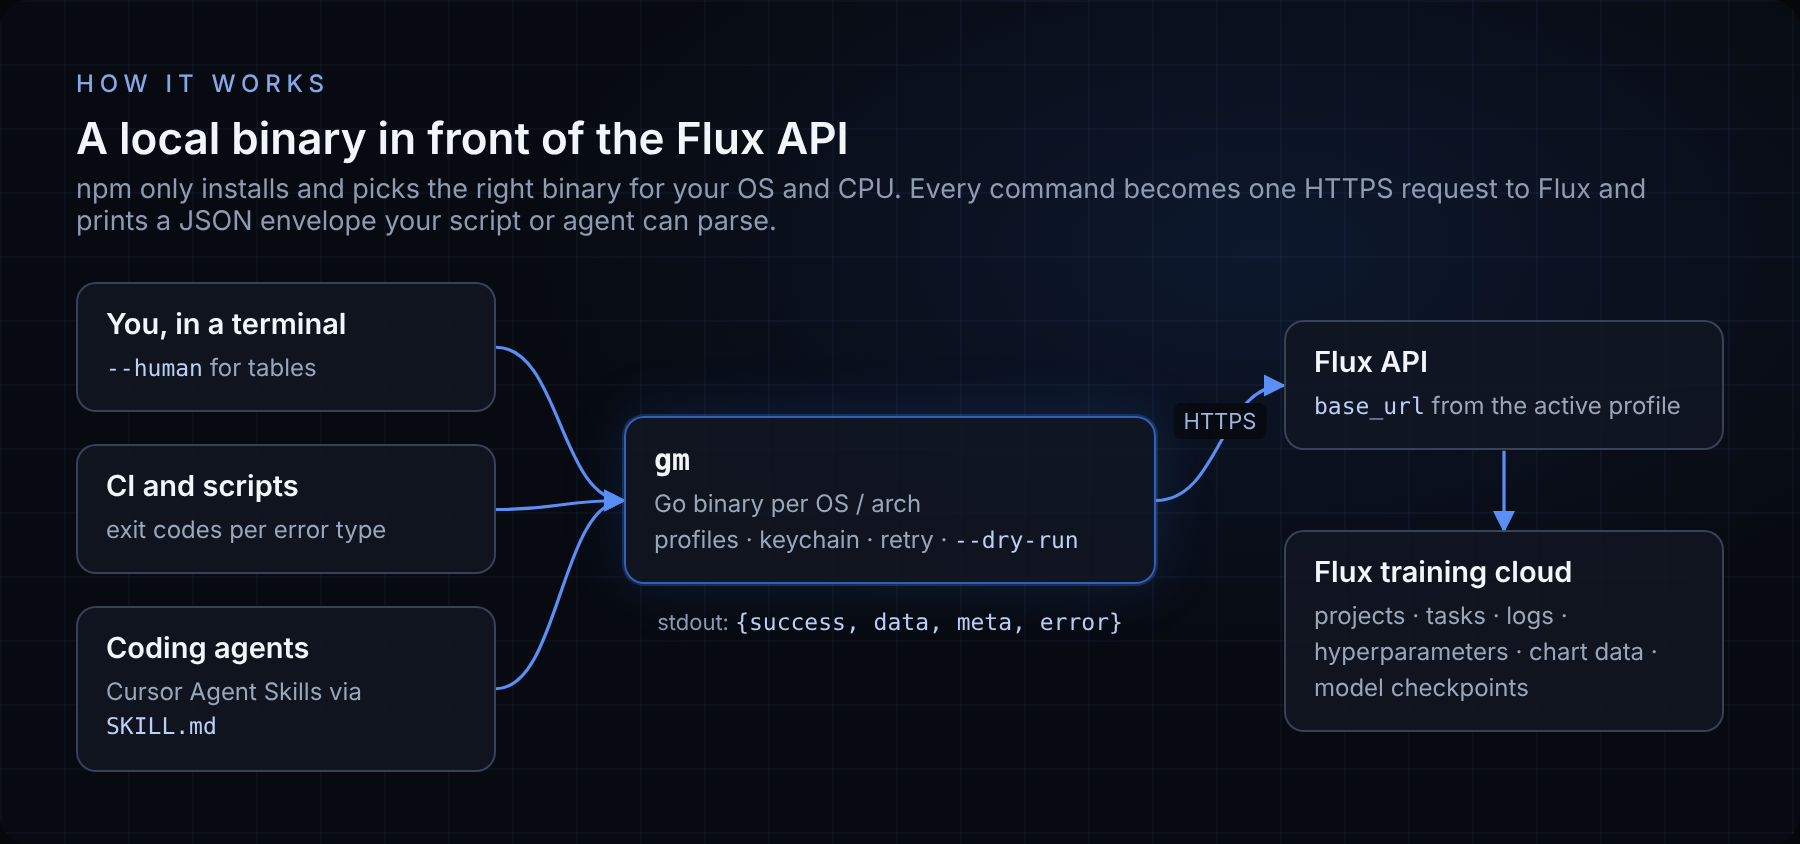 HOW IT WORKS
A local binary in front of the Flux API
npm only installs and picks the right binary for your OS and CPU. Every command becomes one HTTPS request to Flux and
prints a JSON envelope your script or agent can parse.
You, in a terminal
--human for tables
CI and scripts
exit codes per error type
Coding agents
Cursor Agent Skills via
SKILL.md
gm
Go binary per OS / arch
profiles · keychain · retry · --dry-run
stdout: {success, data, meta, error}
HTTPS
Flux API
base_url from the active profile
Flux training cloud
projects · tasks · logs ·
hyperparameters · chart data ·
model checkpoints